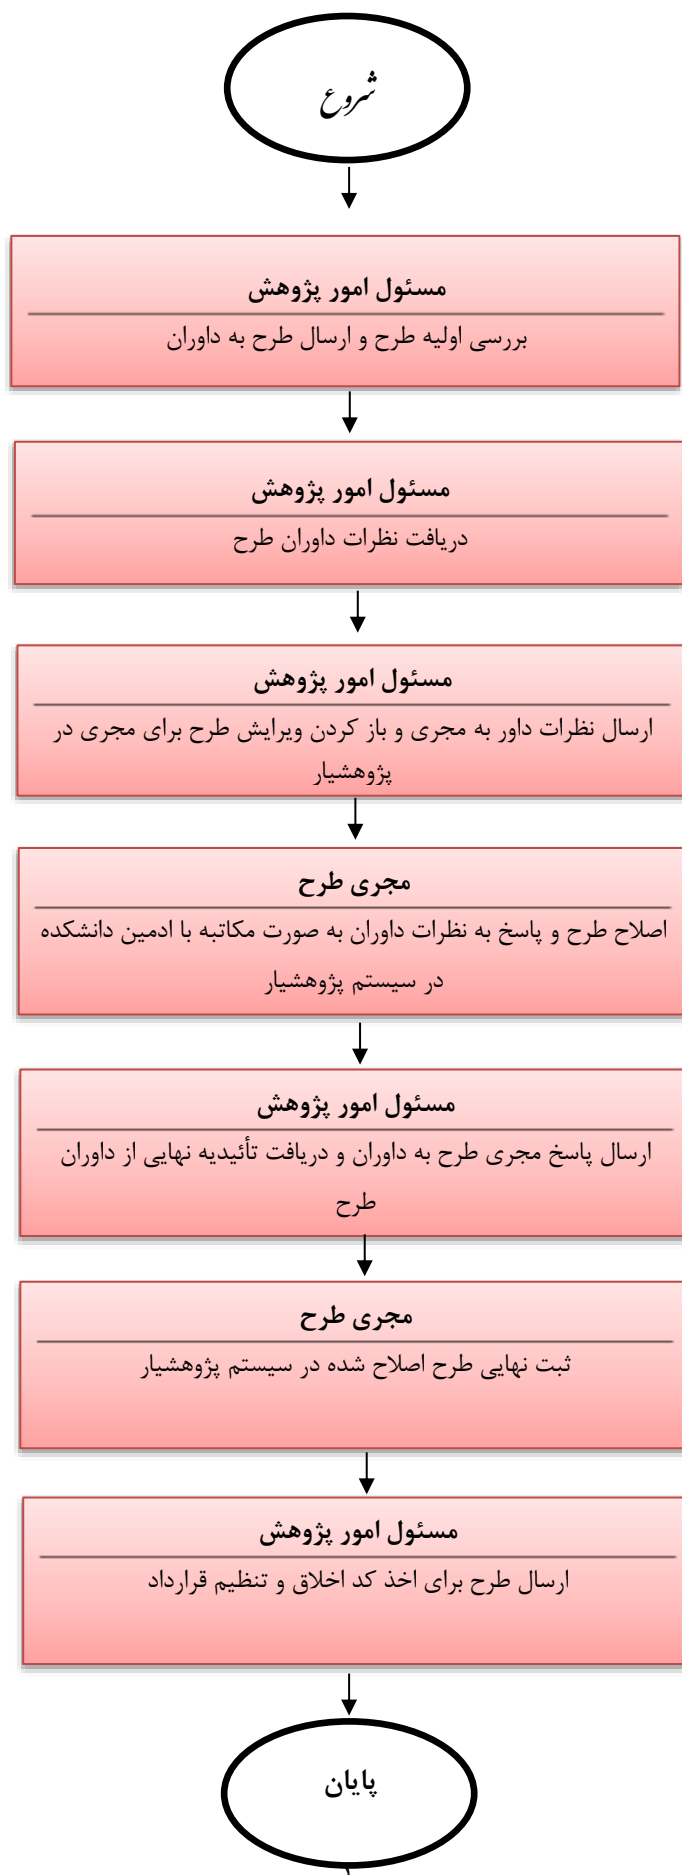 شروع
مسئول امور پژوهش
بررسی اولیه طرح و ارسال طرح به داوران
مسئول امور پژوهش
دریافت نظرات داوران طرح
مسئول امور پژوهش
ارسال نظرات داور به مجری و باز کردن ویرایش طرح برای مجری در
پژوهشیار
مجری طرح
اصلاح طرح و پاسخ به نظرات داوران به صورت مکاتبه با ادمین دانشکده
در سیستم پژوهشیار
مسئول امور پژوهش
ارسال پاسخ مجری طرح به داوران و دریافت تأئیدیه نهایی از داوران
طرح
مجری طرح
ثبت نهایی طرح اصلاح شده در سیستم پژوهشیار
مسئول امور پژوهش
ارسال طرح برای اخذ کد اخلاق و تنظیم قرارداد
پایان